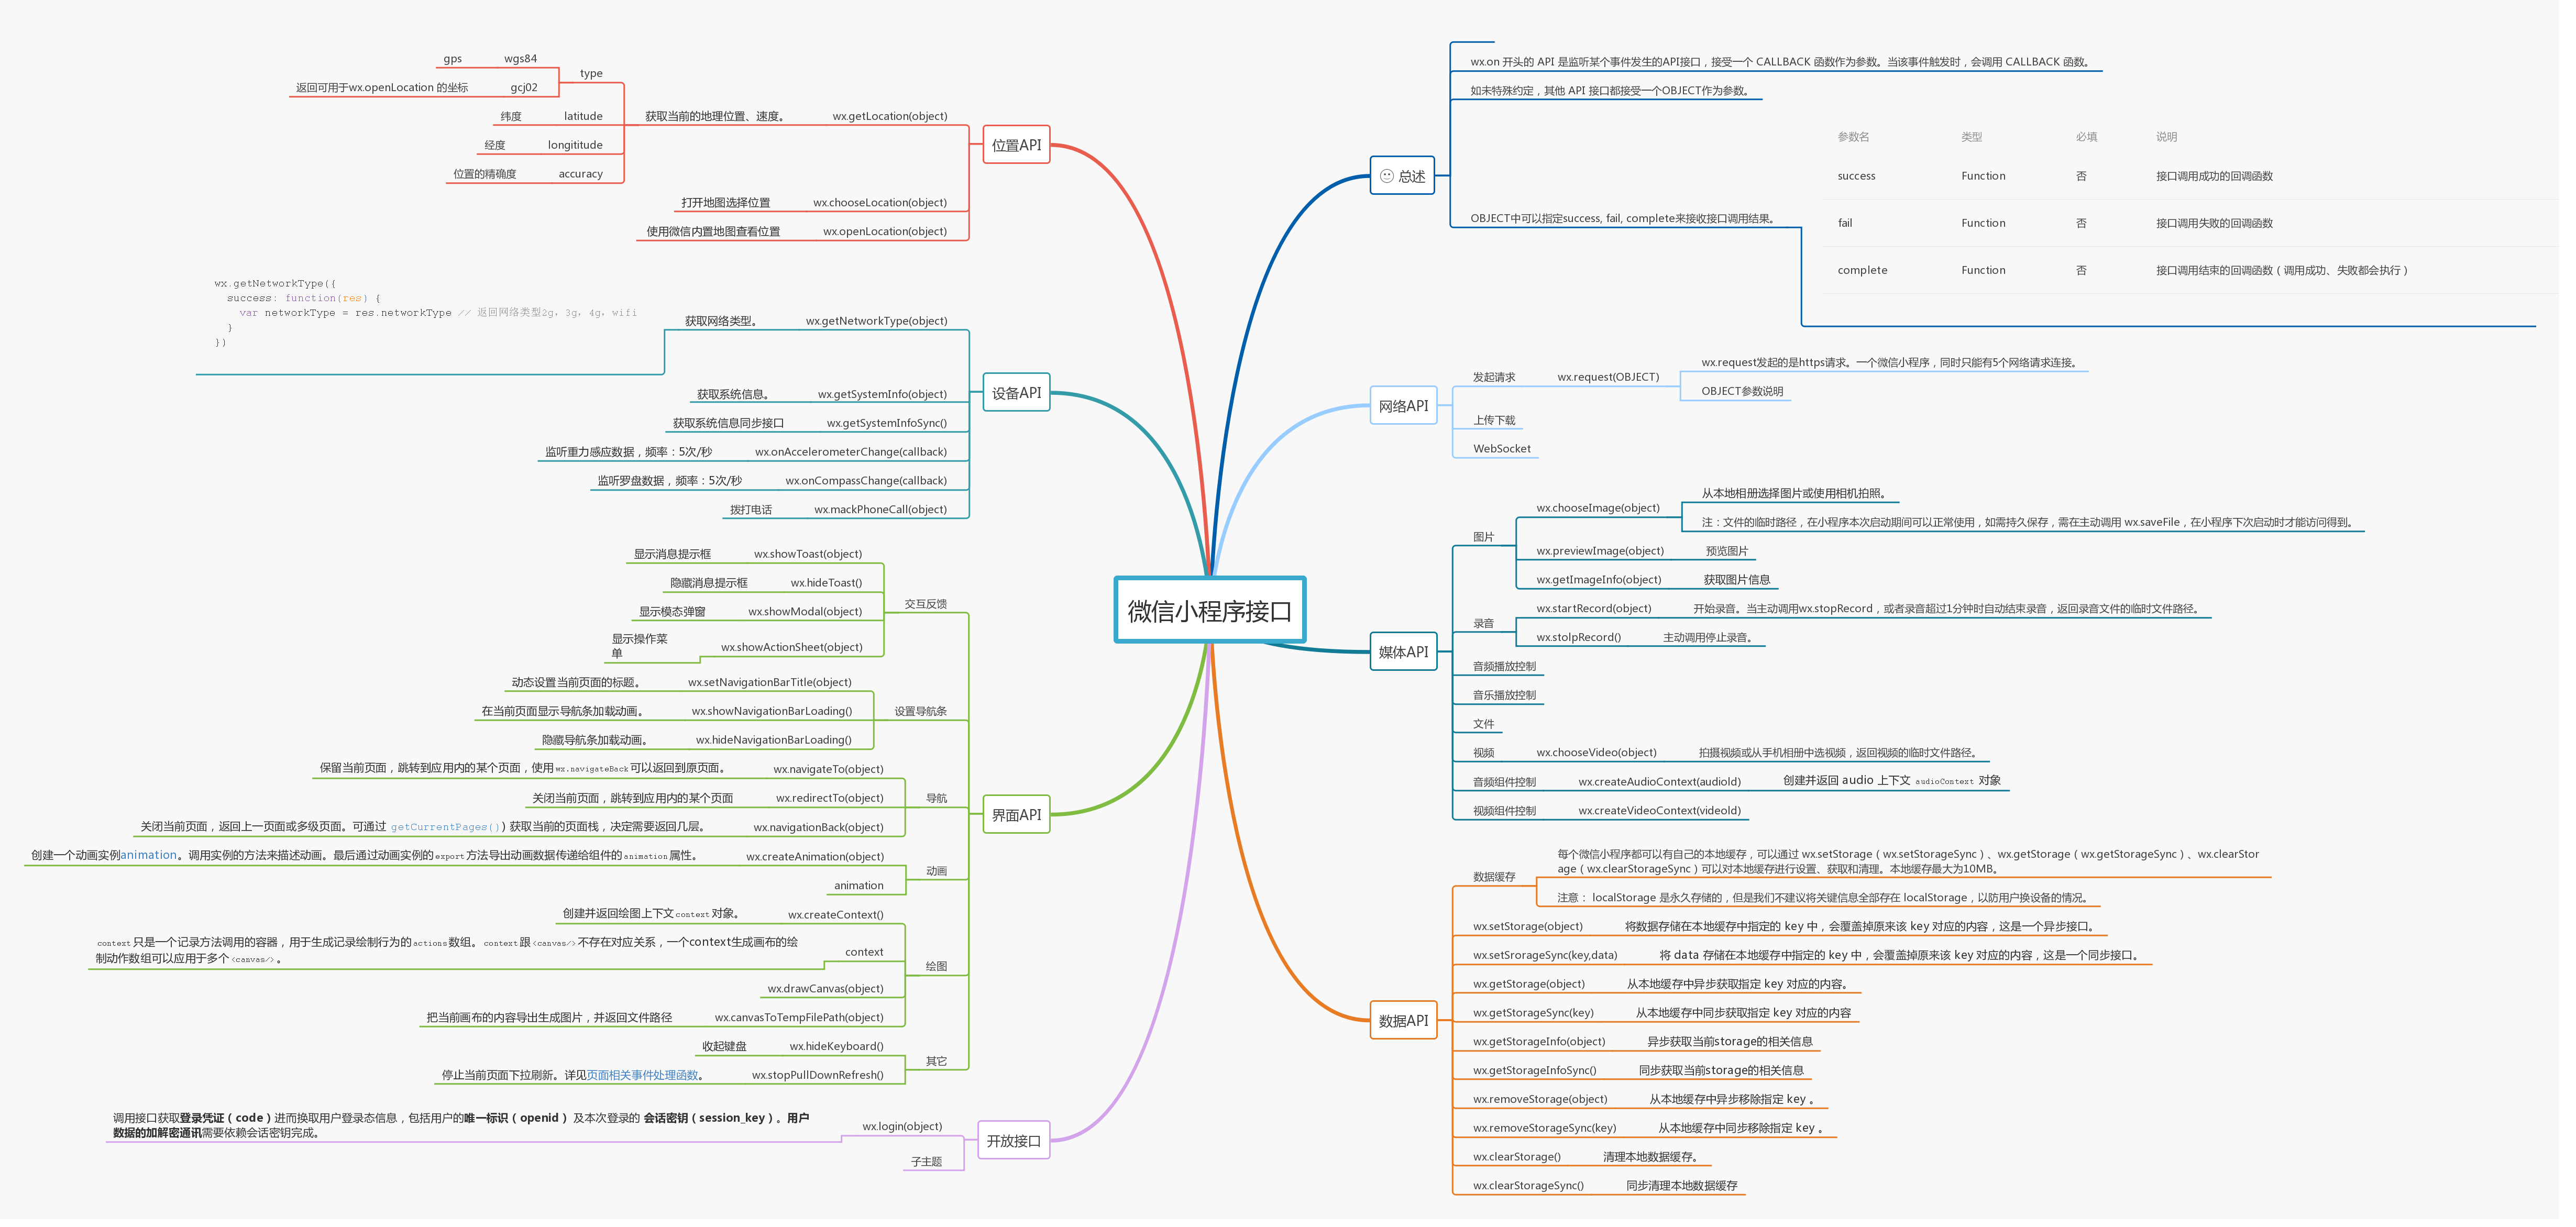 微信小程序接口
总述
wx.on 开头的 API 是监听某个事件发生的API接口，接受一个 CALLBACK 函数作为参数。当该事件触发时，会调用 CALLBACK 函数。
如未特殊约定，其他 API 接口都接受一个OBJECT作为参数。
OBJECT中可以指定success, fail, complete来接收接口调用结果。
参数名 类型 必填 说明
success Function 否 接口调用成功的回调函数
fail Function 否 接口调用失败的回调函数
complete Function 否 接口调用结束的回调函数（调用成功、失败都会执行）
网络API
发起请求 wx.request(OBJECT)
wx.request发起的是https请求。一个微信小程序，同时只能有5个网络请求连接。
OBJECT参数说明
上传下载
WebSocket
媒体API
图片
wx.chooseImage(object)
从本地相册选择图片或使用相机拍照。
注：文件的临时路径，在小程序本次启动期间可以正常使用，如需持久保存，需在主动调用 wx.saveFile，在小程序下次启动时才能访问得到。
wx.previewImage(object) 预览图片
wx.getImageInfo(object) 获取图片信息
录音
wx.startRecord(object) 开始录音。当主动调用wx.stopRecord，或者录音超过1分钟时自动结束录音，返回录音文件的临时文件路径。
wx.stolpRecord() 主动调用停止录音。
音频播放控制
音乐播放控制
文件
视频 wx.chooseVideo(object) 拍摄视频或从手机相册中选视频，返回视频的临时文件路径。
音频组件控制 wx.createAudioContext(audioId) 创建并返回 audio 上下文 audioContext 对象
视频组件控制 wx.createVideoContext(videoId)
数据API
数据缓存
每个微信小程序都可以有自己的本地缓存，可以通过 wx.setStorage（wx.setStorageSync）、wx.getStorage（wx.getStorageSync）、wx.clearStor
age（wx.clearStorageSync）可以对本地缓存进行设置、获取和清理。本地缓存最大为10MB。
注意： localStorage 是永久存储的，但是我们不建议将关键信息全部存在 localStorage，以防用户换设备的情况。
wx.setStorage(object) 将数据存储在本地缓存中指定的 key 中，会覆盖掉原来该 key 对应的内容，这是一个异步接口。
wx.setSrorageSync(key,data) 将 data 存储在本地缓存中指定的 key 中，会覆盖掉原来该 key 对应的内容，这是一个同步接口。
wx.getStorage(object) 从本地缓存中异步获取指定 key 对应的内容。
wx.getStorageSync(key) 从本地缓存中同步获取指定 key 对应的内容
wx.getStorageInfo(object) 异步获取当前storage的相关信息
wx.getStorageInfoSync() 同步获取当前storage的相关信息
wx.removeStorage(object) 从本地缓存中异步移除指定 key 。
wx.removeStorageSync(key) 从本地缓存中同步移除指定 key 。
wx.clearStorage() 清理本地数据缓存。
wx.clearStorageSync() 同步清理本地数据缓存
位置API
wx.getLocation(object) 获取当前的地理位置、速度。
type
wgs84 gps
gcj02 返回可用于wx.openLocation 的坐标
latitude 纬度
longititude 经度
accuracy 位置的精确度
wx.chooseLocation(object) 打开地图选择位置
wx.openLocation(object) 使用微信内置地图查看位置
设备API
wx.getNetworkType(object) 获取网络类型。
wx.getNetworkType({
success: function(res) {
var networkType = res.networkType // 返回网络类型2g，3g，4g，wifi
}
})
wx.getSystemInfo(object) 获取系统信息。
wx.getSystemInfoSync() 获取系统信息同步接口
wx.onAccelerometerChange(callback) 监听重力感应数据，频率：5次/秒
wx.onCompassChange(callback) 监听罗盘数据，频率：5次/秒
wx.mackPhoneCall(object) 拨打电话
界面API
交互反馈
wx.showToast(object) 显示消息提示框
wx.hideToast() 隐藏消息提示框
wx.showModal(object) 显示模态弹窗
wx.showActionSheet(object) 显示操作菜
单
设置导航条
wx.setNavigationBarTitle(object) 动态设置当前页面的标题。
wx.showNavigationBarLoading() 在当前页面显示导航条加载动画。
wx.hideNavigationBarLoading() 隐藏导航条加载动画。
导航
wx.navigateTo(object) 保留当前页面，跳转到应用内的某个页面，使用wx.navigateBack可以返回到原页面。
wx.redirectTo(object) 关闭当前页面，跳转到应用内的某个页面
wx.navigationBack(object) 关闭当前页面，返回上一页面或多级页面。可通过 getCurrentPages()) 获取当前的页面栈，决定需要返回几层。
动画
wx.createAnimation(object) 创建一个动画实例animation。调用实例的方法来描述动画。最后通过动画实例的export方法导出动画数据传递给组件的animation属性。
animation
绘图
wx.createContext() 创建并返回绘图上下文context对象。
context
context只是一个记录方法调用的容器，用于生成记录绘制行为的actions数组。context跟<canvas/>不存在对应关系，一个context生成画布的绘
制动作数组可以应用于多个<canvas/>。
wx.drawCanvas(object)
wx.canvasToTempFilePath(object) 把当前画布的内容导出生成图片，并返回文件路径
其它
wx.hideKeyboard() 收起键盘
wx.stopPullDownRefresh() 停止当前页面下拉刷新。详见页面相关事件处理函数。
开放接口
wx.login(object)
调用接口获取登录凭证（code）进而换取用户登录态信息，包括用户的唯一标识（openid） 及本次登录的 会话密钥（session_key）。用户
数据的加解密通讯需要依赖会话密钥完成。
子主题